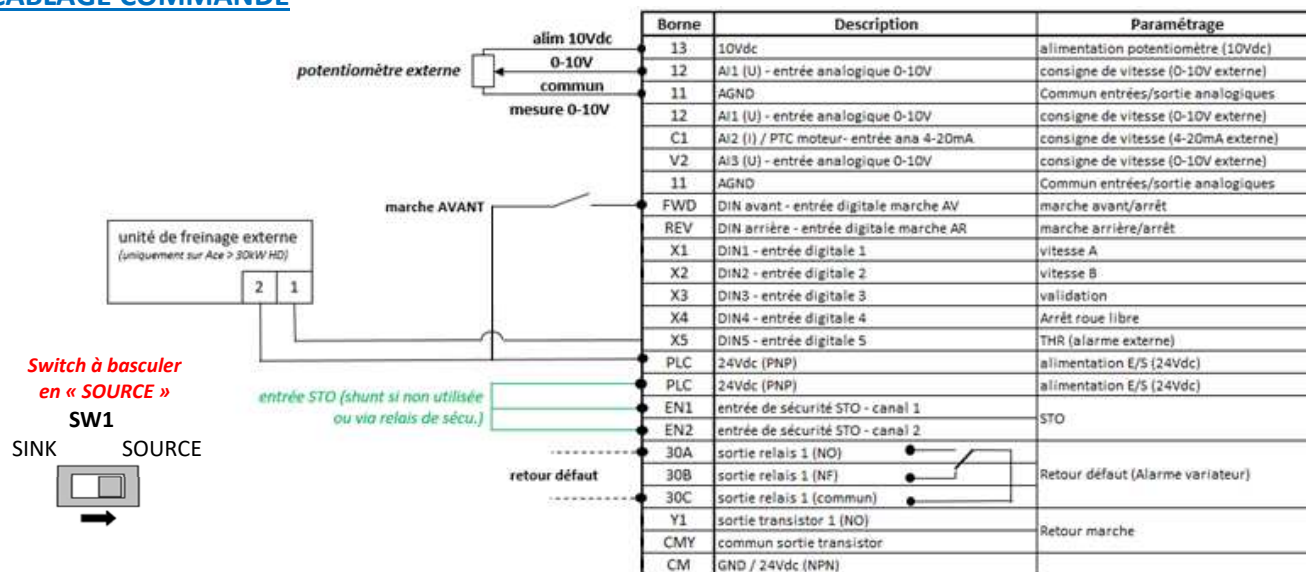 CABLAGE COMMANDE
Borne Description Paramétrage
13 10Vdc alimentation potentiomètre (10Vdc)
12 AI1 (U) - entrée analogique 0-10V consigne de vitesse (0-10V externe)
11 AGND Commun entrées/sortie analogiques
12 AI1 (U) - entrée analogique 0-10V consigne de vitesse (0-10V externe)
C1 AI2 (I) / PTC moteur- entrée ana 4-20mA consigne de vitesse (4-20mA externe)
V2 AI3 (U) - entrée analogique 0-10V consigne de vitesse (0-10V externe)
11 AGND Commun entrées/sortie analogiques
FWD DIN avant - entrée digitale marche AV marche avant/arrêt
REV DIN arrière - entrée digitale marche AR marche arrière/arrêt
X1 DIN1 - entrée digitale 1 vitesse A
X2 DIN2 - entrée digitale 2 vitesse B
X3 DIN3 - entrée digitale 3 validation
X4 DIN4 - entrée digitale 4 Arrêt roue libre
X5 DIN5 - entrée digitale 5 THR (alarme externe)
PLC 24Vdc (PNP) alimentation E/S (24Vdc)
PLC 24Vdc (PNP) alimentation E/S (24Vdc)
EN1 entrée de sécurité STO - canal 1
STO
EN2 entrée de sécurité STO - canal 2
30A sortie relais 1 (NO)
30B sortie relais 1 (NF) Retour défaut (Alarme variateur)
30C sortie relais 1 (commun)
Y1 sortie transistor 1 (NO)
Retour marche
CMY commun sortie transistor
CM GND / 24Vdc (NPN)
alim 10Vdc
potentiomètre externe
0-10V
commun
mesure 0-10V
marche AVANT
unité de freinage externe
(uniquement sur Ace > 30kW HD)
2 1
entrée STO (shunt si non utilisée
ou via relais de sécu.)
retour défaut
Switch à basculer
en « SOURCE »
SW1
SINK SOURCE